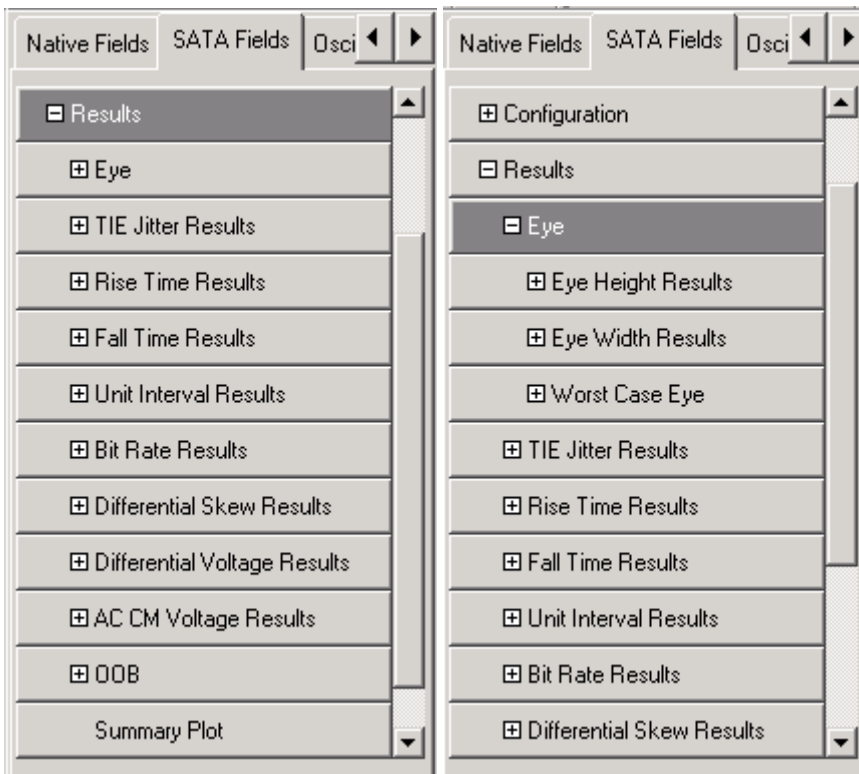 Native Fields SATA Fields Osci
Results
Eye
TIE Jitter Results
Rise Time Results
Fall Time Results
Unit Interval Results
Bit Rate Results
Differential Skew Results
Differential Voltage Results
AC CM Voltage Results
OOB
Summary Plot
Native Fields SATA Fields Osci
Configuration
Results
Eye
Eye Height Results
Eye Width Results
Worst Case Eye
TIE Jitter Results
Rise Time Results
Fall Time Results
Unit Interval Results
Bit Rate Results
Differential Skew Results